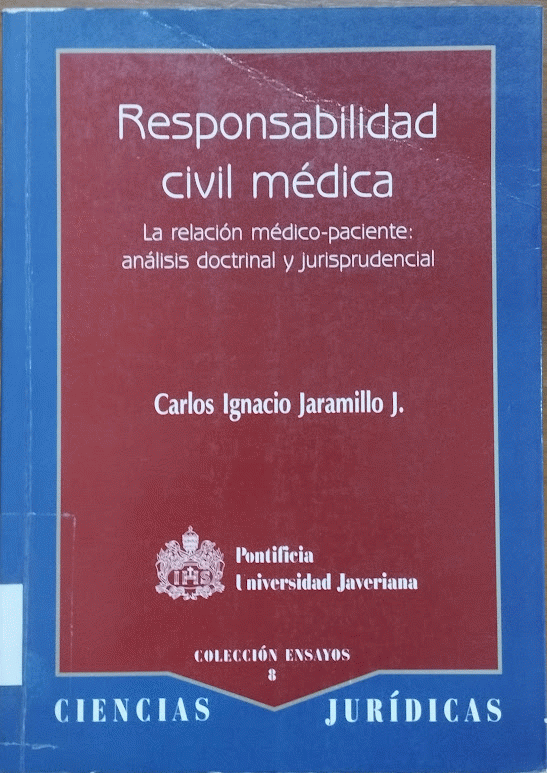 Responsabilidad
civil médica
La relación médico-paciente:
análisis doctrinal y jurisprudencial
Carlos Ignacio Jaramillo J.
IHS
Pontificia
Universidad Javeriana
COLECCIÓN ENSAYOS
8
CIENCIAS JURÍDICAS